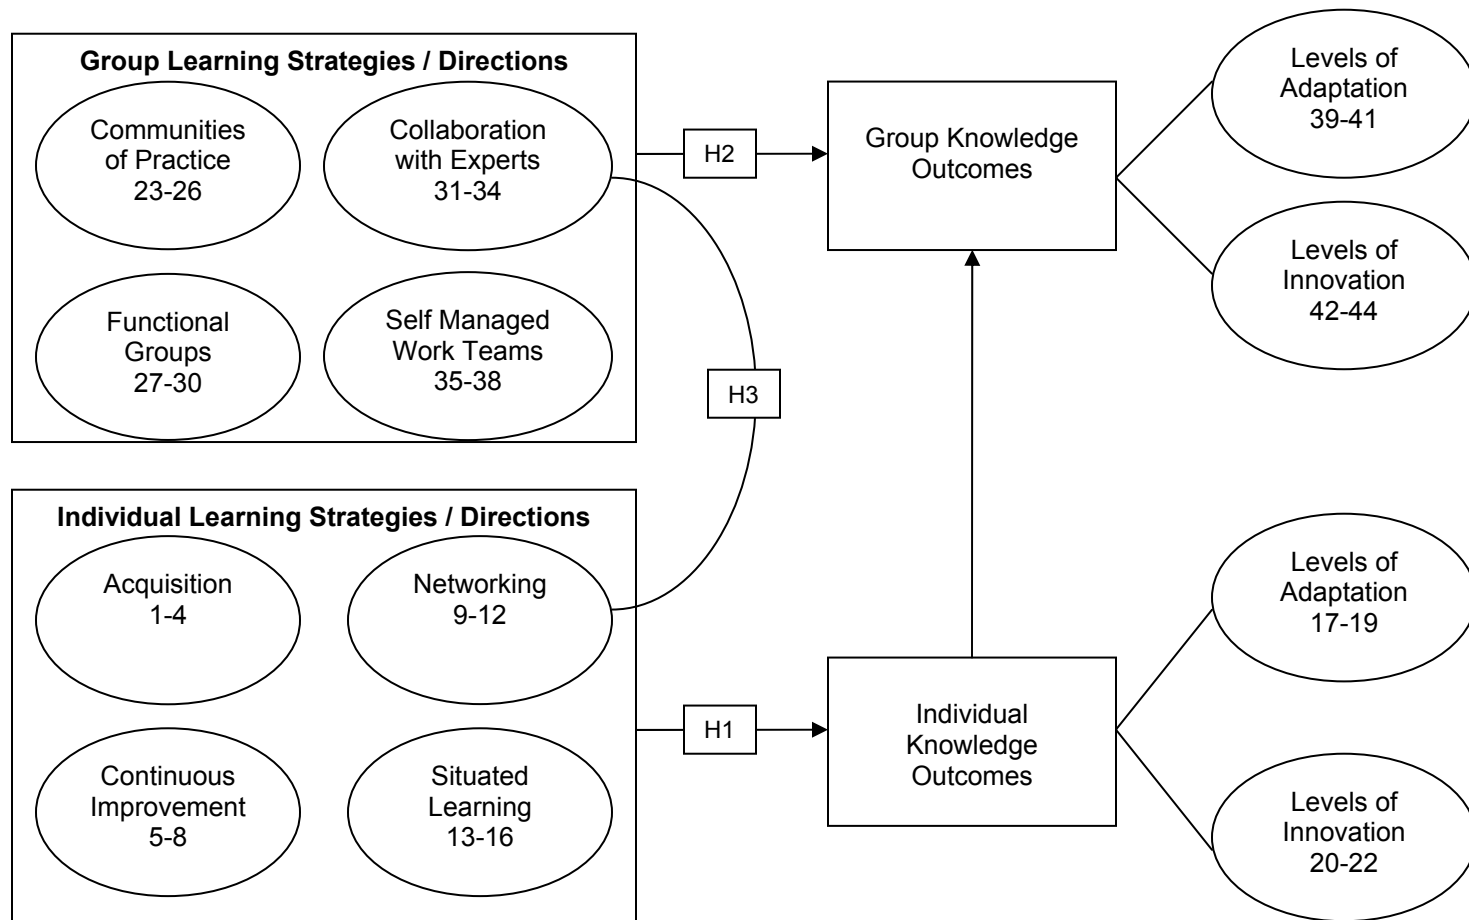 Group Learning Strategies / Directions
Communities
of Practice
23-26
Collaboration
with Experts
31-34
Functional
Groups
27-30
Self Managed
Work Teams
35-38
H2
Group Knowledge
Outcomes
Levels of
Adaptation
39-41
Levels of
Innovation
42-44
H3
Individual Learning Strategies / Directions
Acquisition
1-4
Networking
9-12
Continuous
Improvement
5-8
Situated
Learning
13-16
H1
Individual
Knowledge
Outcomes
Levels of
Adaptation
17-19
Levels of
Innovation
20-22